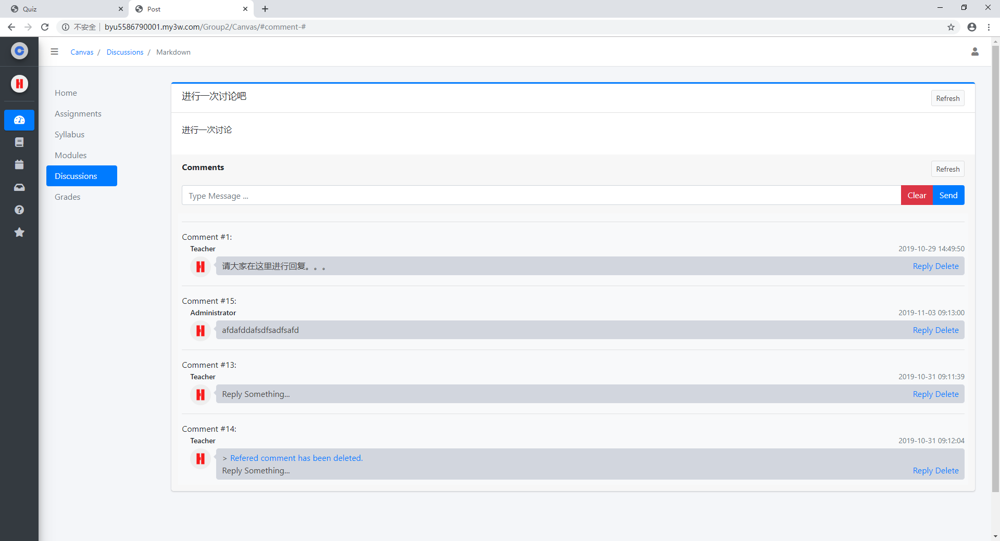 Quiz
Post
不安全
byu5586790001.my3w.com/Group2/Canvas/#comment-#
Canvas / Discussions / Markdown
Home
Assignments
Syllabus
Modules
Discussions
Grades
进行一次讨论吧
Refresh
进行一次讨论
Comments
Refresh
Type Message ...
Clear
Send
Comment #1:
Teacher
2019-10-29 14:49:50
请大家在这里进行回复。。。
Reply Delete
Comment #15:
Administrator
2019-11-03 09:13:00
afdafddafsdfsadfsafd
Reply Delete
Comment #13:
Teacher
2019-10-31 09:11:39
Reply Something...
Reply Delete
Comment #14:
Teacher
2019-10-31 09:12:04
> Refered comment has been deleted.
Reply Something...
Reply Delete